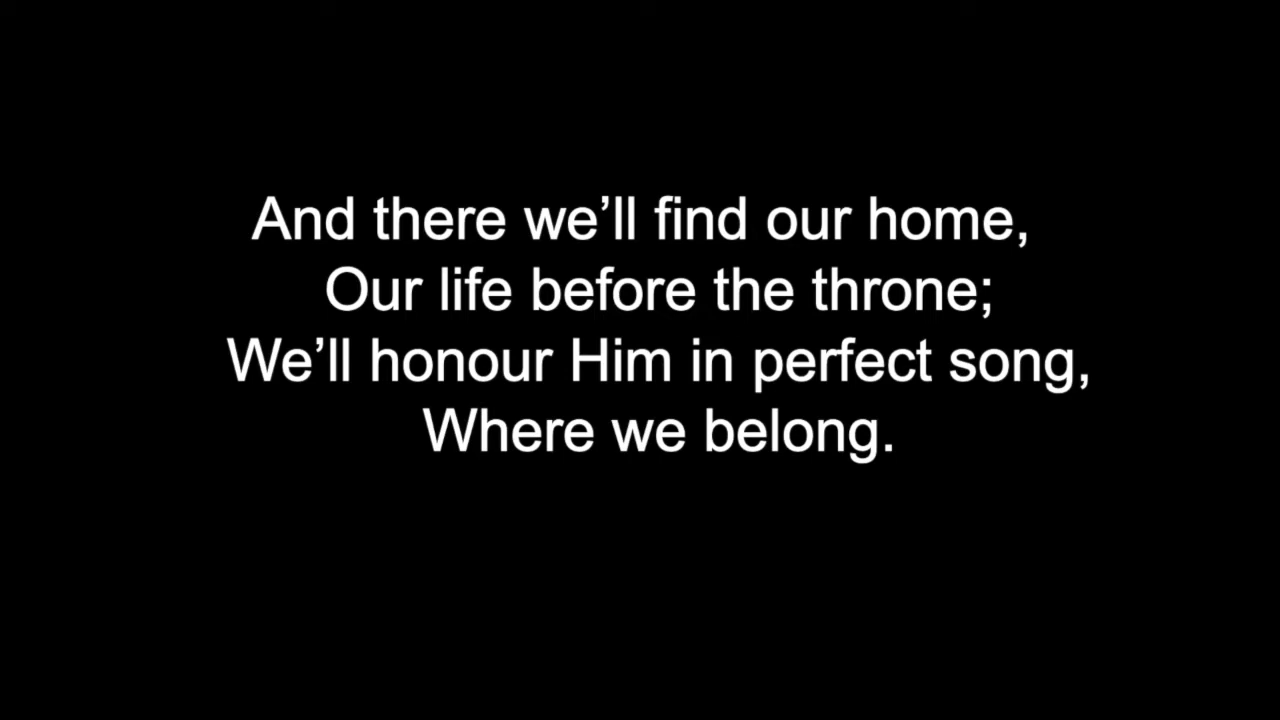 And there we’ll find our home,
Our life before the throne;
We’ll honour Him in perfect song,
Where we belong.